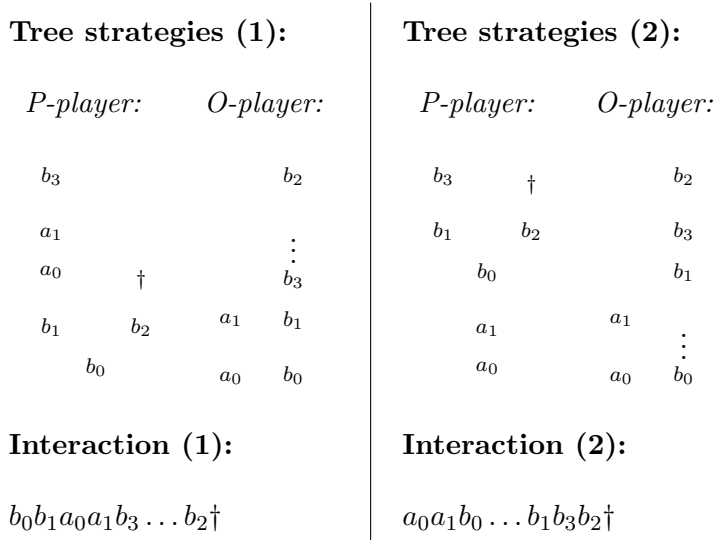 Tree strategies (1):
P-player: O-player:
b₃ b₂
a₁ ⋮
a₀ † b₃
b₁ b₂ a₁ b₁
b₀ a₀ b₀
Interaction (1):
b₀b₁a₀a₁b₃ … b₂†
Tree strategies (2):
P-player: O-player:
b₃ † b₂
b₁ b₂ b₃
b₀ b₁
a₁ a₁ ⋮
a₀ a₀ b₀
Interaction (2):
a₀a₁b₀ … b₁b₃b₂†